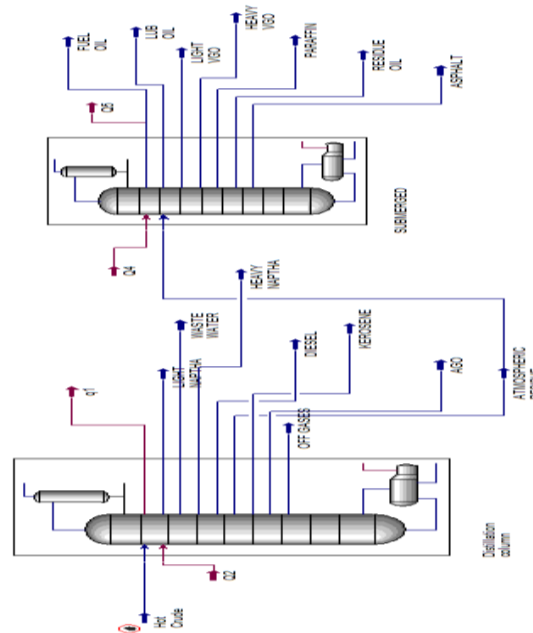 FUEL
OIL
LUB
OIL
LIGHT
VGO
HEAVY
VGO
PARAFFIN
RESIDUE
OIL
ASPHALT
Q5
SUBMERGED
Q4
HEAVY
NAPTHA
WASTE
WATER
LIGHT
NAPTHA
DIESEL
KEROSENE
AGO
ATMOSPHERIC
OFF GASES
q1
Distillation
column
Q2
Hot
Crude